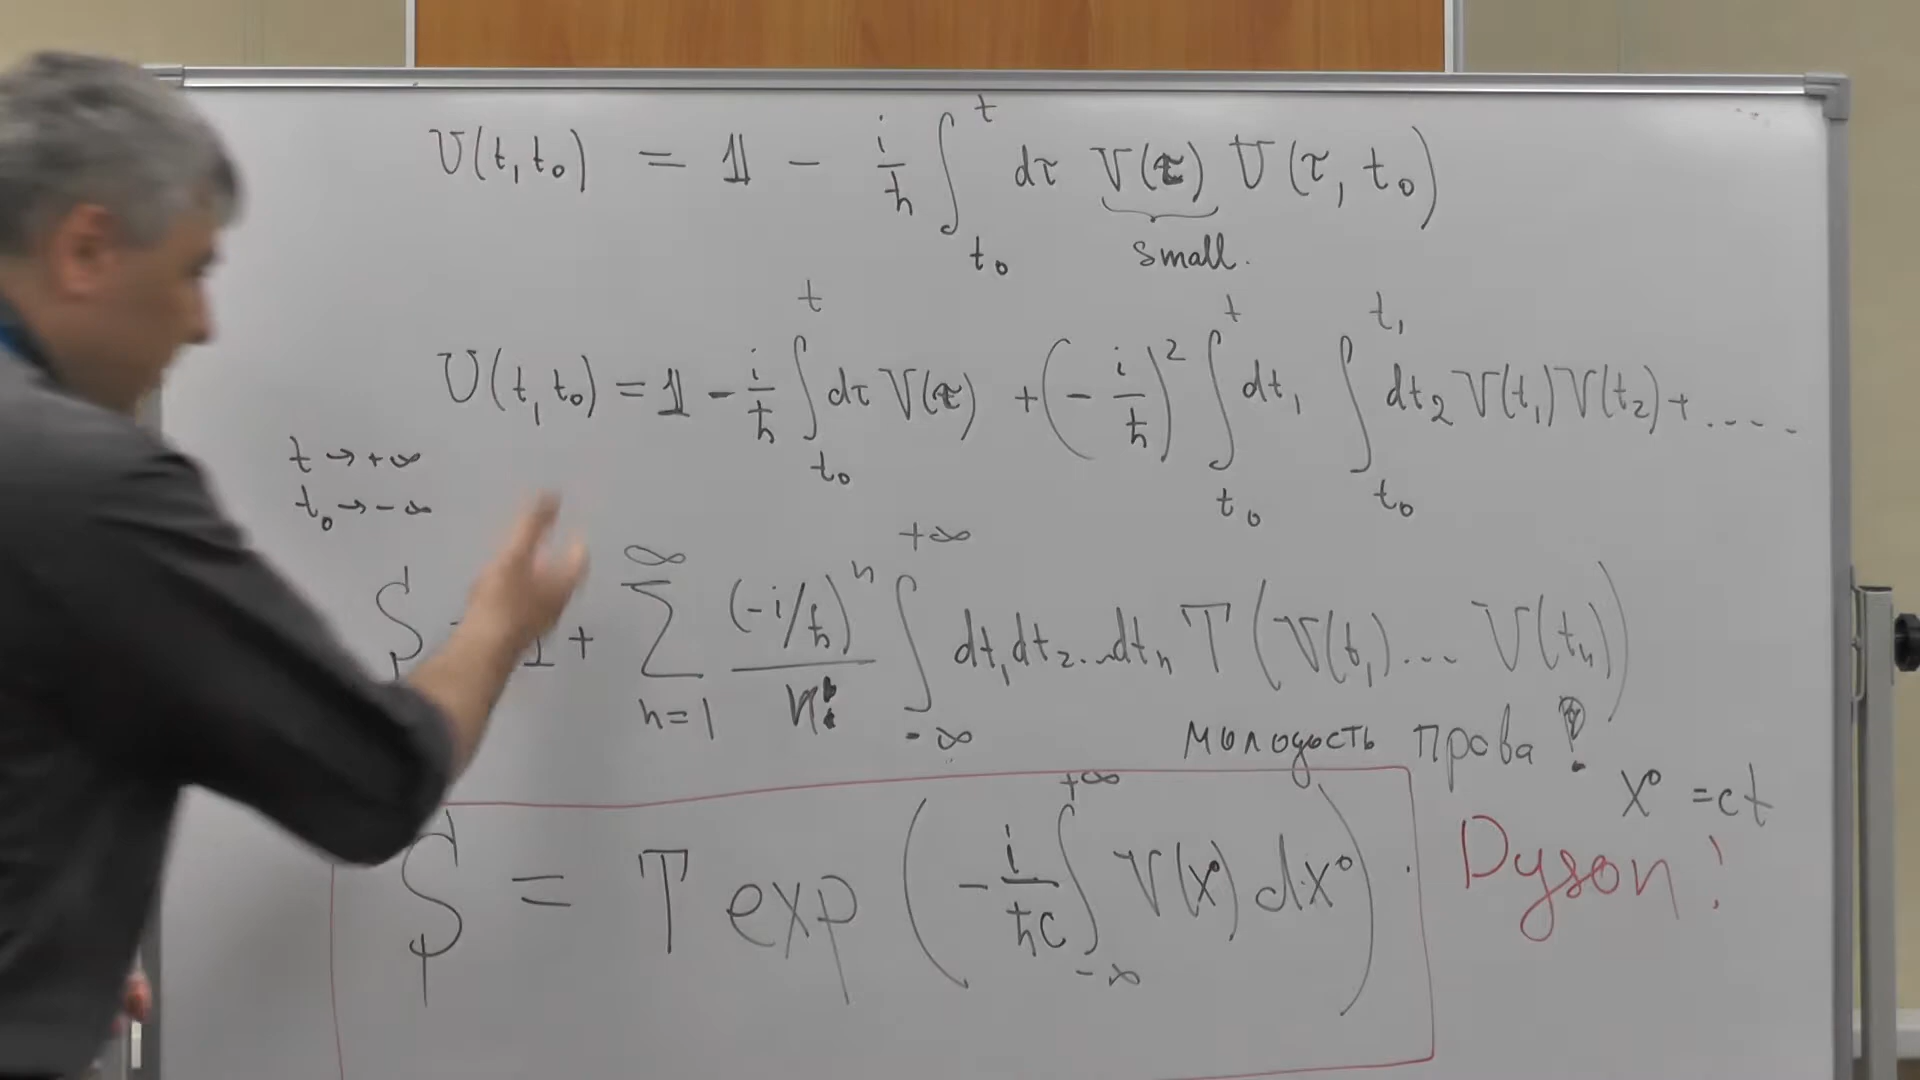 U(t, t₀) = 𝟙 − i/ħ ∫_{t₀}^{t} dτ V(τ) U(τ, t₀)
small.
U(t, t₀) = 𝟙 − i/ħ ∫_{t₀}^{t} dτ V(τ) + (−i/ħ)² ∫_{t₀}^{t} dt₁ ∫_{t₀}^{t₁} dt₂ V(t₁)V(t₂) + ....
t → +∞
t₀ → −∞
S + ∑_{n=1}^{∞} (−i/ħ)ⁿ/n! ∫_{−∞}^{+∞} dt₁dt₂...dtₙ T(V(t₁)... V(tₙ))
молодость права!
x⁰ = ct
S = T exp (−i/ħc ∫_{−∞}^{+∞} V(x⁰) dx⁰).
Dyson!